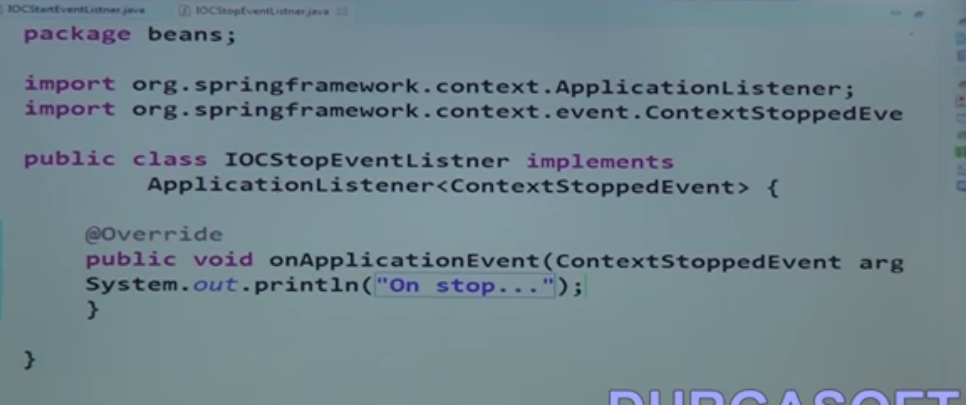 IOCStartEventListner.java IOCStopEventListner.java
package beans;
import org.springframework.context.ApplicationListener;
import org.springframework.context.event.ContextStoppedEve
public class IOCStopEventListner implements
ApplicationListener<ContextStoppedEvent> {
@Override
public void onApplicationEvent(ContextStoppedEvent arg
System.out.println("On stop...");
}
}
DURGASOFT